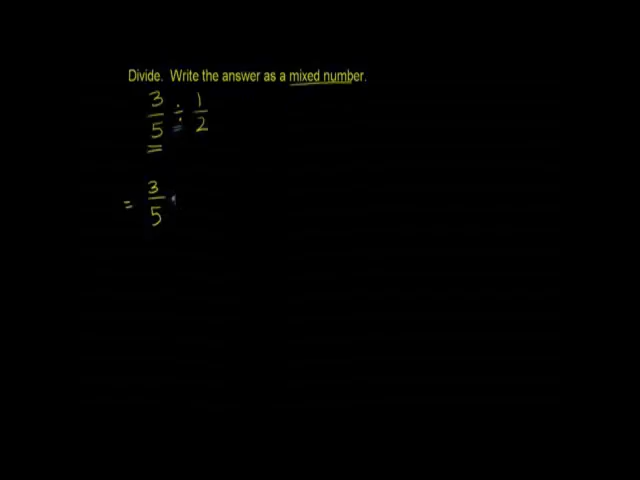 Divide. Write the answer as a mixed number.
3/5 ÷ 1/2
= 3/5